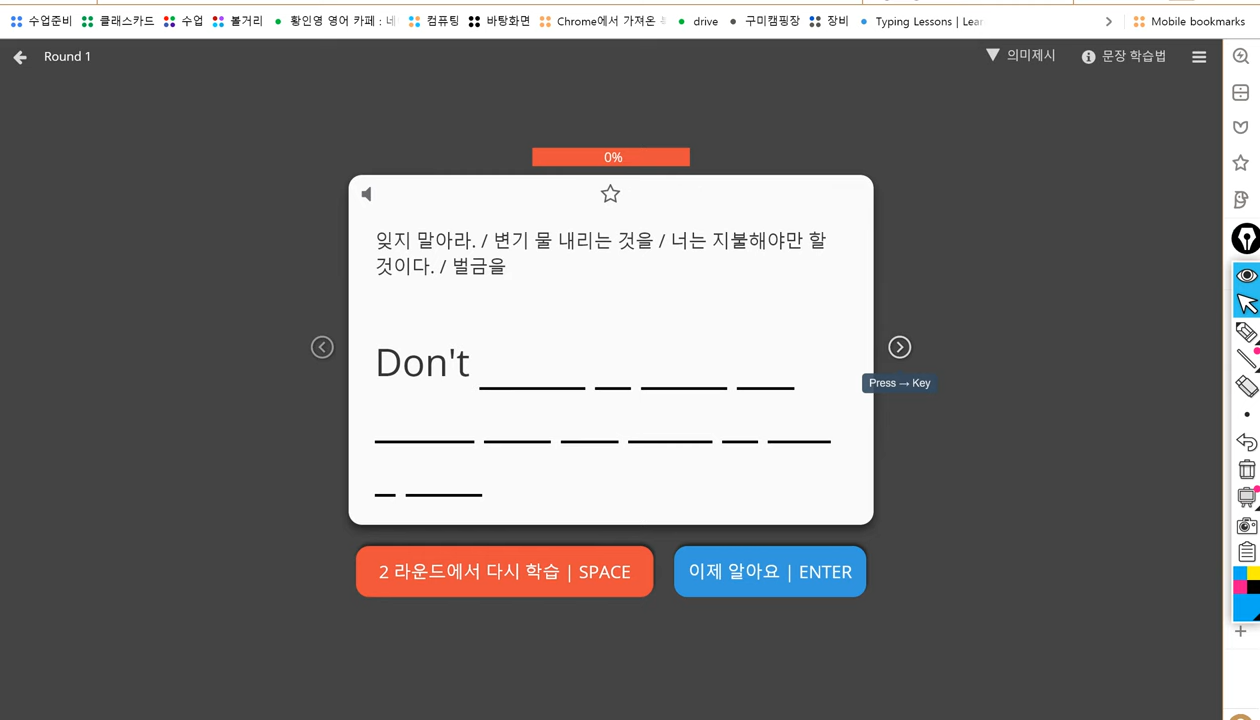 수업준비 클래스카드 수업 볼거리 황인영 영어 카페 : 네 컴퓨팅 바탕화면 Chrome에서 가져온 drive 구미캠핑장 장비 Typing Lessons | Lear Mobile bookmarks
Round 1 ▼ 의미제시 문장 학습법
0%
잊지 말아라. / 변기 물 내리는 것을 / 너는 지불해야만 할
것이다. / 벌금을
Don't
Press → Key
2 라운드에서 다시 학습 | SPACE 이제 알아요 | ENTER